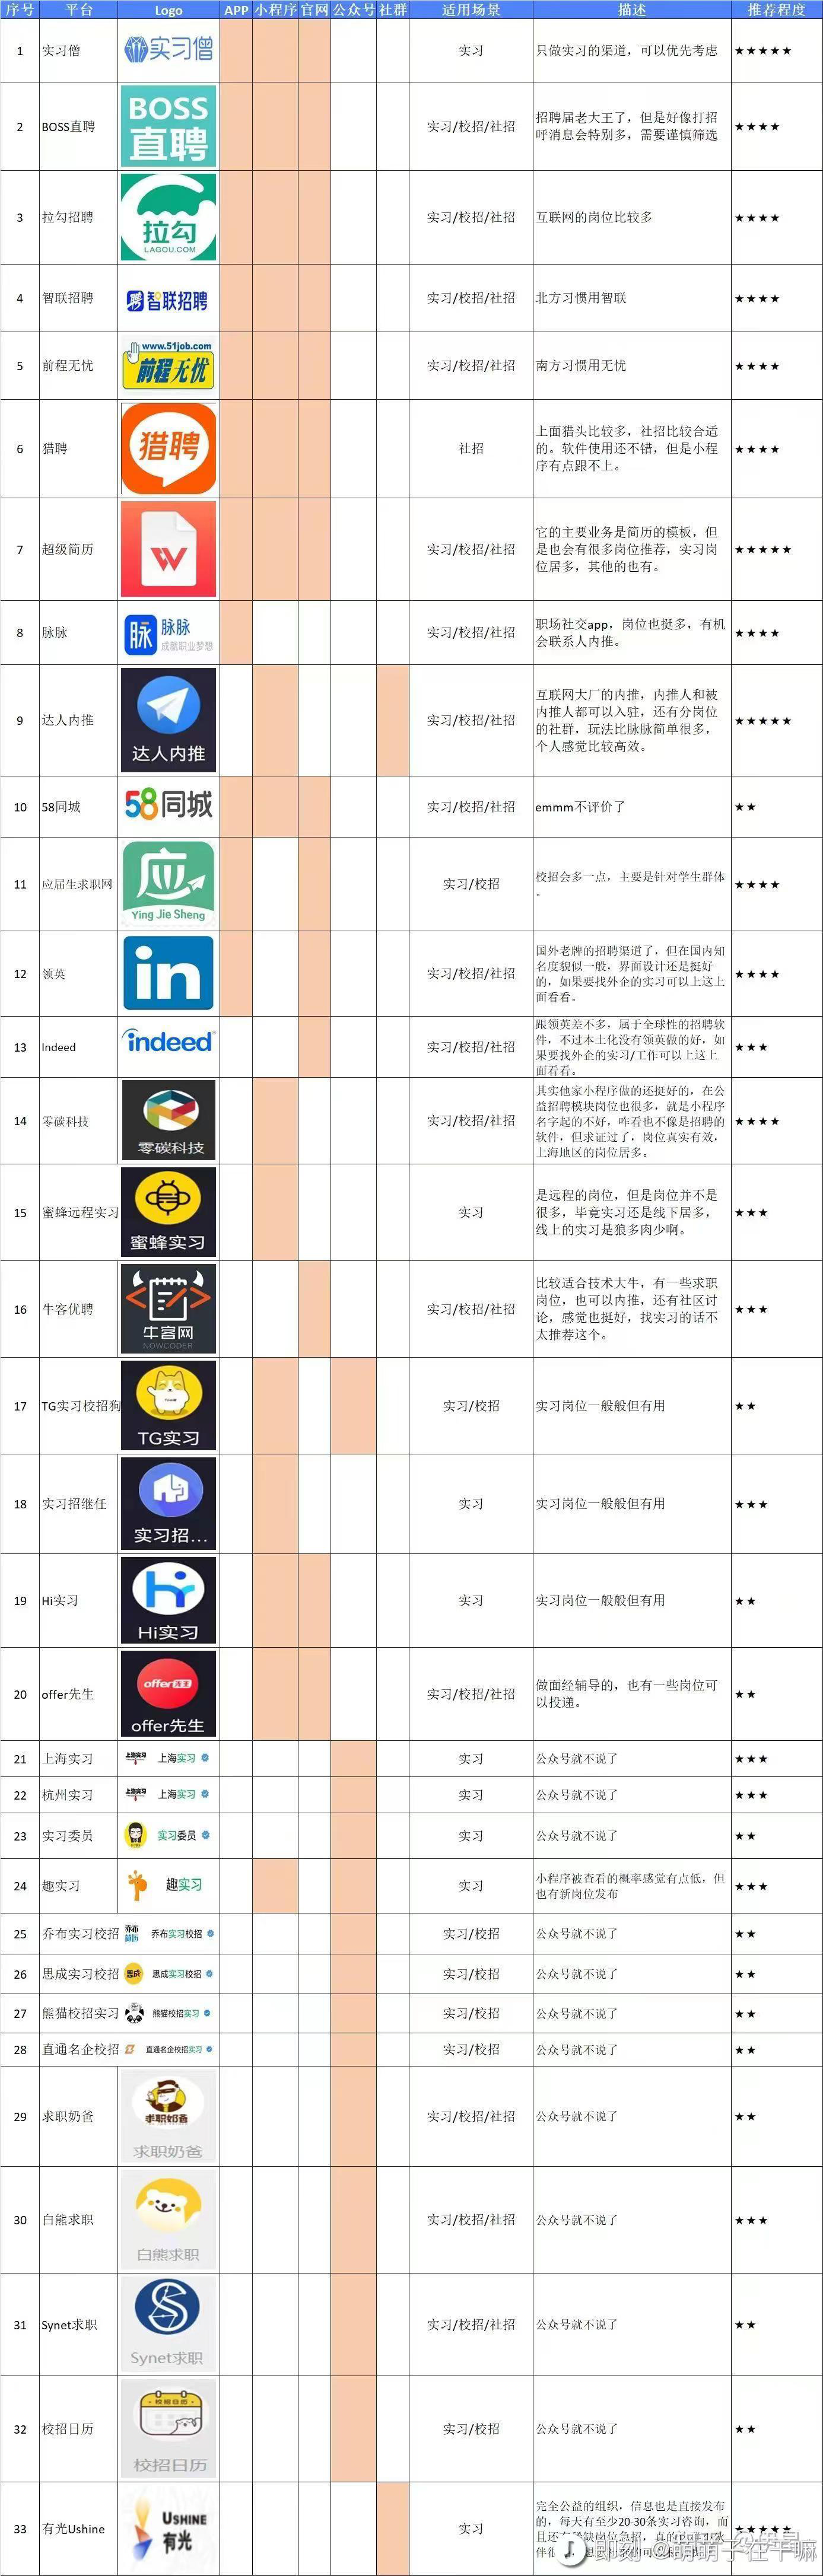 序号 平台 Logo APP 小程序 官网 公众号 社群 适用场景 描述 推荐程度
1 实习僧 实习僧 实习 只做实习的渠道，可以优先考虑 ★★★★★
2 BOSS直聘 BOSS
直聘 实习/校招/社招 招聘届老大王了，但是好像打招
呼消息会特别多，需要谨慎筛选 ★★★★
3 拉勾招聘 拉勾
LAGOU.COM 实习/校招/社招 互联网的岗位比较多 ★★★★
4 智联招聘 智联招聘 实习/校招/社招 北方习惯用智联 ★★★★
5 前程无忧 www.51job.com
前程无忧 实习/校招/社招 南方习惯用无忧 ★★★★
6 猎聘 猎聘 社招 上面猎头比较多，社招比较合适
的。软件使用还不错，但是小程
序有点跟不上。 ★★★★
7 超级简历 W 实习/校招/社招 它的主要业务是简历的模板，但
是也会有很多岗位推荐，实习岗
位居多，其他的也有。 ★★★★★
8 脉脉 脉 脉脉
成就职业梦想 实习/校招/社招 职场社交app，岗位也挺多，有机
会联系人内推。 ★★★★
9 达人内推 达人内推 实习/校招/社招 互联网大厂的内推，内推人和被
内推人都可以入驻，还有分岗位
的社群，玩法比脉脉简单很多，
个人感觉比较高效。 ★★★★★
10 58同城 58同城 实习/校招/社招 emmm不评价了 ★★
11 应届生求职网 应
Ying Jie Sheng 实习/校招 校招会多一点，主要是针对学生群体
。 ★★★★
12 领英 in 实习/校招/社招 国外老牌的招聘渠道了，但在国内知
名度貌似一般，界面设计还是挺好
的，如果要找外企的实习可以上这上
面看看。 ★★★★
13 Indeed indeed 实习/校招/社招 跟领英差不多，属于全球性的招聘软
件，不过本土化没有领英做的好，如
果要找外企的实习/工作可以上这上
面看看。 ★★★
14 零碳科技 零碳科技 实习/校招/社招 其实他家小程序做的还挺好的，在公
益招聘模块岗位也很多，就是小程序
名字起的不好，咋看也不像是招聘的
软件，但求证过了，岗位真实有效，
上海地区的岗位居多。 ★★★★
15 蜜蜂远程实习 蜜蜂实习 实习 是远程的岗位，但是岗位并不是
很多，毕竟实习还是线下居多，
线上的实习是狼多肉少啊。 ★★★
16 牛客优聘 牛客网
NOWCODER 实习/校招/社招 比较适合技术大牛，有一些求职
岗位，也可以内推，还有社区讨
论，感觉也挺好，找实习的话不
太推荐这个。 ★★★
17 TG实习校招狗 TG实习 实习/校招 实习岗位一般般但有用 ★★
18 实习招继任 实习招... 实习 实习岗位一般般但有用 ★★★
19 Hi实习 Hi实习 实习 实习岗位一般般但有用 ★★
20 offer先生 offer先生
offer先生 实习/校招/社招 做面经辅导的，也有一些岗位可
以投递。 ★★
21 上海实习 上海实习 上海实习 实习 公众号就不说了 ★★★
22 杭州实习 上海实习 上海实习 实习 公众号就不说了 ★★★
23 实习委员 实习委员 实习 公众号就不说了 ★★
24 趣实习 趣实习 实习 小程序被查看的概率感觉有点低，但
也有新岗位发布 ★★★
25 乔布实习校招 乔布
简历 乔布实习校招 实习/校招 公众号就不说了 ★★
26 思成实习校招 思成 思成实习校招 实习/校招 公众号就不说了 ★★
27 熊猫校招实习 熊猫校招实习 实习/校招 公众号就不说了 ★★
28 直通名企校招 直通名企校招实习 实习/校招 公众号就不说了 ★★
29 求职奶爸 求职奶爸
求职奶爸 实习/校招/社招 公众号就不说了 ★★
30 白熊求职 白熊求职 实习/校招/社招 公众号就不说了 ★★★
31 Synet求职 Synet求职 实习/校招/社招 公众号就不说了 ★★
32 校招日历 校招日历
校招日历 实习/校招 公众号就不说了 ★★
33 有光Ushine USHINE
有光 实习 完全公益的组织，信息也是直接发布
的，每天有至少20-30条实习咨询，而
且还有 缺岗位急招，真的 ★★★★★
即刻 @萌萌子在干嘛